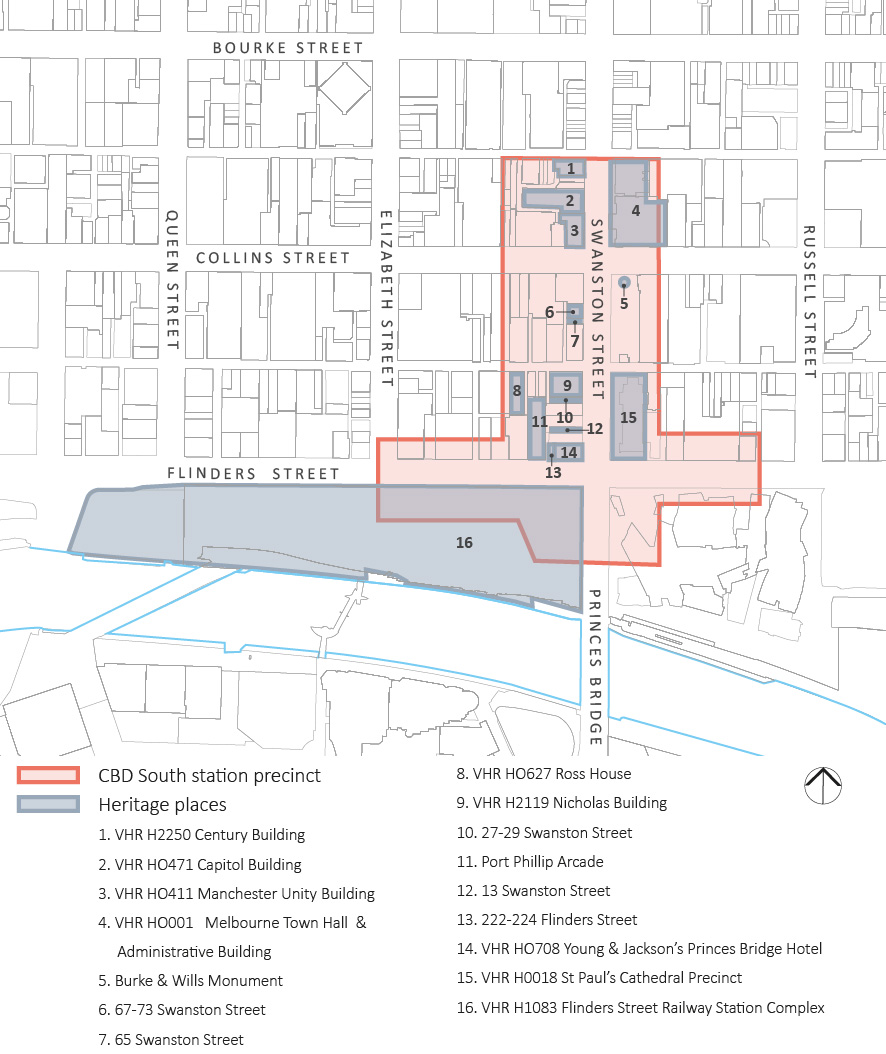 BOURKE STREET
QUEEN STREET
ELIZABETH STREET
SWANSTON STREET
RUSSELL STREET
COLLINS STREET
1
2
3
4
5
6
7
8
9
10
11
12
15
14
13
FLINDERS STREET
16
PRINCES BRIDGE
CBD South station precinct
Heritage places
1. VHR H2250 Century Building
2. VHR HO471 Capitol Building
3. VHR HO411 Manchester Unity Building
4. VHR HO001 Melbourne Town Hall &
Administrative Building
5. Burke & Wills Monument
6. 67-73 Swanston Street
7. 65 Swanston Street
8. VHR HO627 Ross House
9. VHR H2119 Nicholas Building
10. 27-29 Swanston Street
11. Port Phillip Arcade
12. 13 Swanston Street
13. 222-224 Flinders Street
14. VHR HO708 Young & Jackson's Princes Bridge Hotel
15. VHR H0018 St Paul's Cathedral Precinct
16. VHR H1083 Flinders Street Railway Station Complex